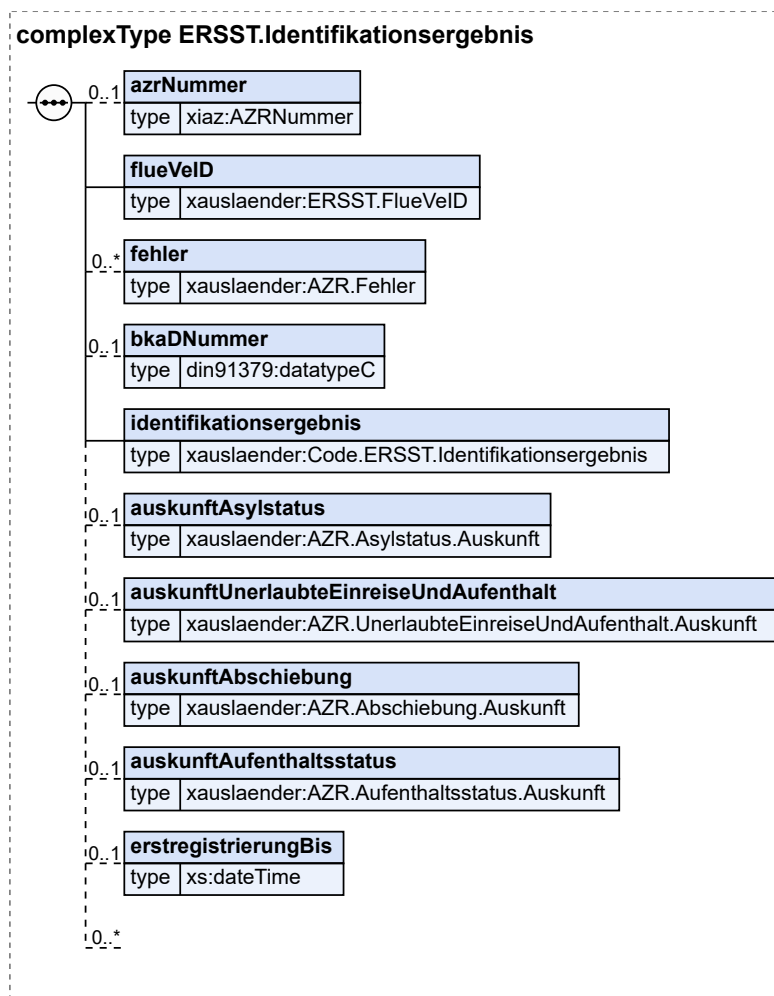 complexType ERSST.Identifikationsergebnis
0..1
azrNummer
type xiaz:AZRNummer
flueVeID
type xauslaender:ERSST.FlueVeID
0..*
fehler
type xauslaender:AZR.Fehler
0..1
bkaDNummer
type din91379:datatypeC
identifikationsergebnis
type xauslaender:Code.ERSST.Identifikationsergebnis
0..1
auskunftAsylstatus
type xauslaender:AZR.Asylstatus.Auskunft
0..1
auskunftUnerlaubteEinreiseUndAufenthalt
type xauslaender:AZR.UnerlaubteEinreiseUndAufenthalt.Auskunft
0..1
auskunftAbschiebung
type xauslaender:AZR.Abschiebung.Auskunft
0..1
auskunftAufenthaltsstatus
type xauslaender:AZR.Aufenthaltsstatus.Auskunft
0..1
erstregistrierungBis
type xs:dateTime
0..*